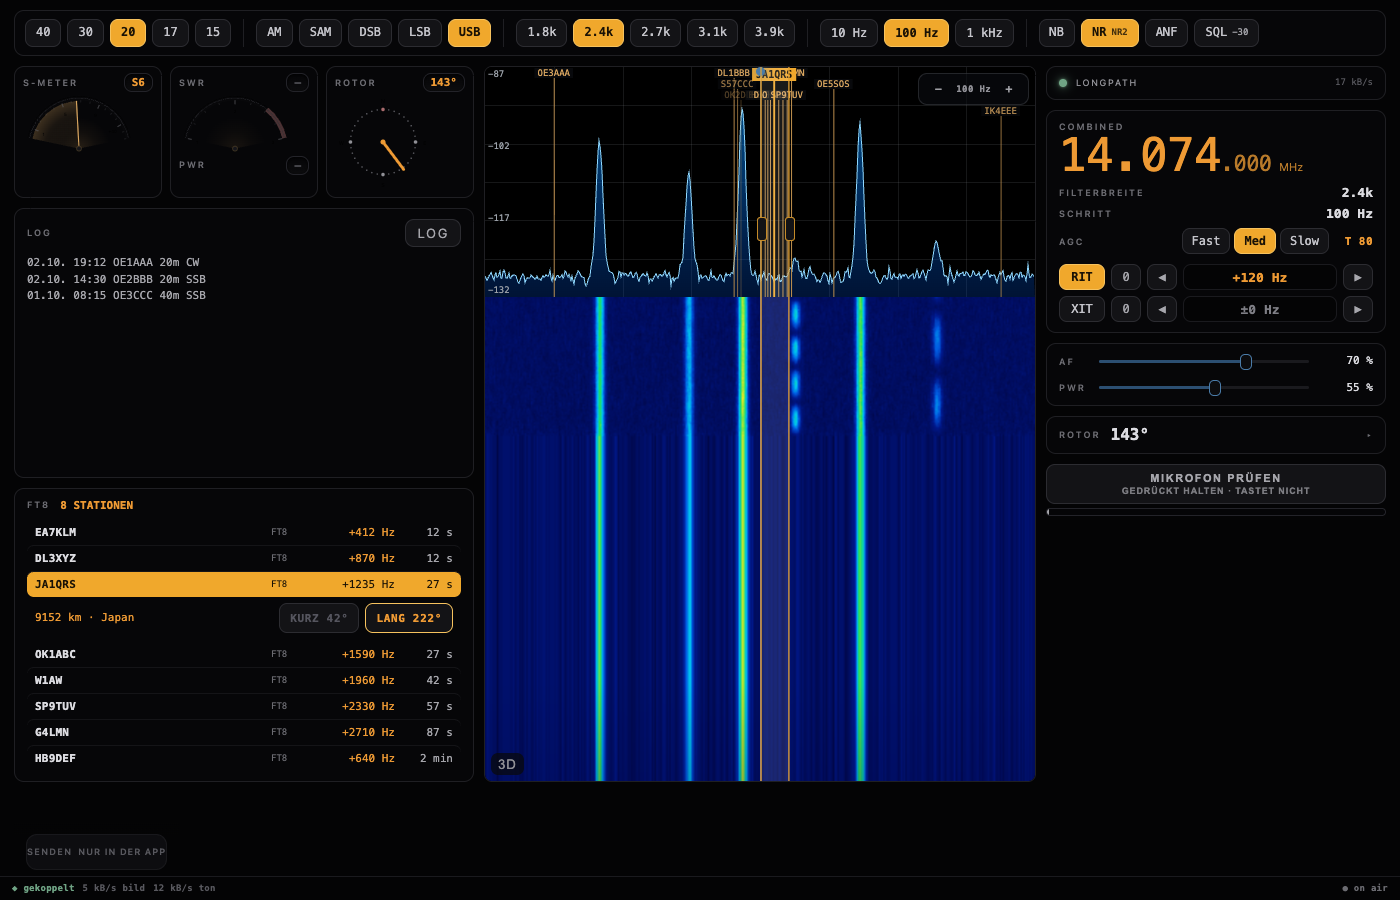 40 30 20 17 15 AM SAM DSB LSB USB 1.8k 2.4k 2.7k 3.1k 3.9k 10 Hz 100 Hz 1 kHz NB NR NR2 ANF SQL −30
S-METER S6
SWR —
PWR —
ROTOR 143°
LOG LOG
02.10. 19:12 OE1AAA 20m CW
02.10. 14:30 OE2BBB 20m SSB
01.10. 08:15 OE3CCC 40m SSB
FT8 8 STATIONEN
EA7KLM FT8 +412 Hz 12 s
DL3XYZ FT8 +870 Hz 12 s
JA1QRS FT8 +1235 Hz 27 s
9152 km · Japan KURZ 42° LANG 222°
OK1ABC FT8 +1590 Hz 27 s
W1AW FT8 +1960 Hz 42 s
SP9TUV FT8 +2330 Hz 57 s
G4LMN FT8 +2710 Hz 87 s
HB9DEF FT8 +640 Hz 2 min
SENDEN NUR IN DER APP
−87 OE3AAA DL1BBB JA1QRS
S57CCC OE5SOS
SP9TUV
IK4EEE
− 100 Hz +
−102
−117
−132
3D
LONGPATH 17 kB/s
COMBINED
14.074.000 MHz
FILTERBREITE 2.4k
SCHRITT 100 Hz
AGC Fast Med Slow T 80
RIT 0 ◀ +120 Hz ▶
XIT 0 ◀ ±0 Hz ▶
AF 70 %
PWR 55 %
ROTOR 143°
MIKROFON PRÜFEN
GEDRÜCKT HALTEN · TASTET NICHT
◆ gekoppelt 5 kB/s bild 12 kB/s ton ● on air